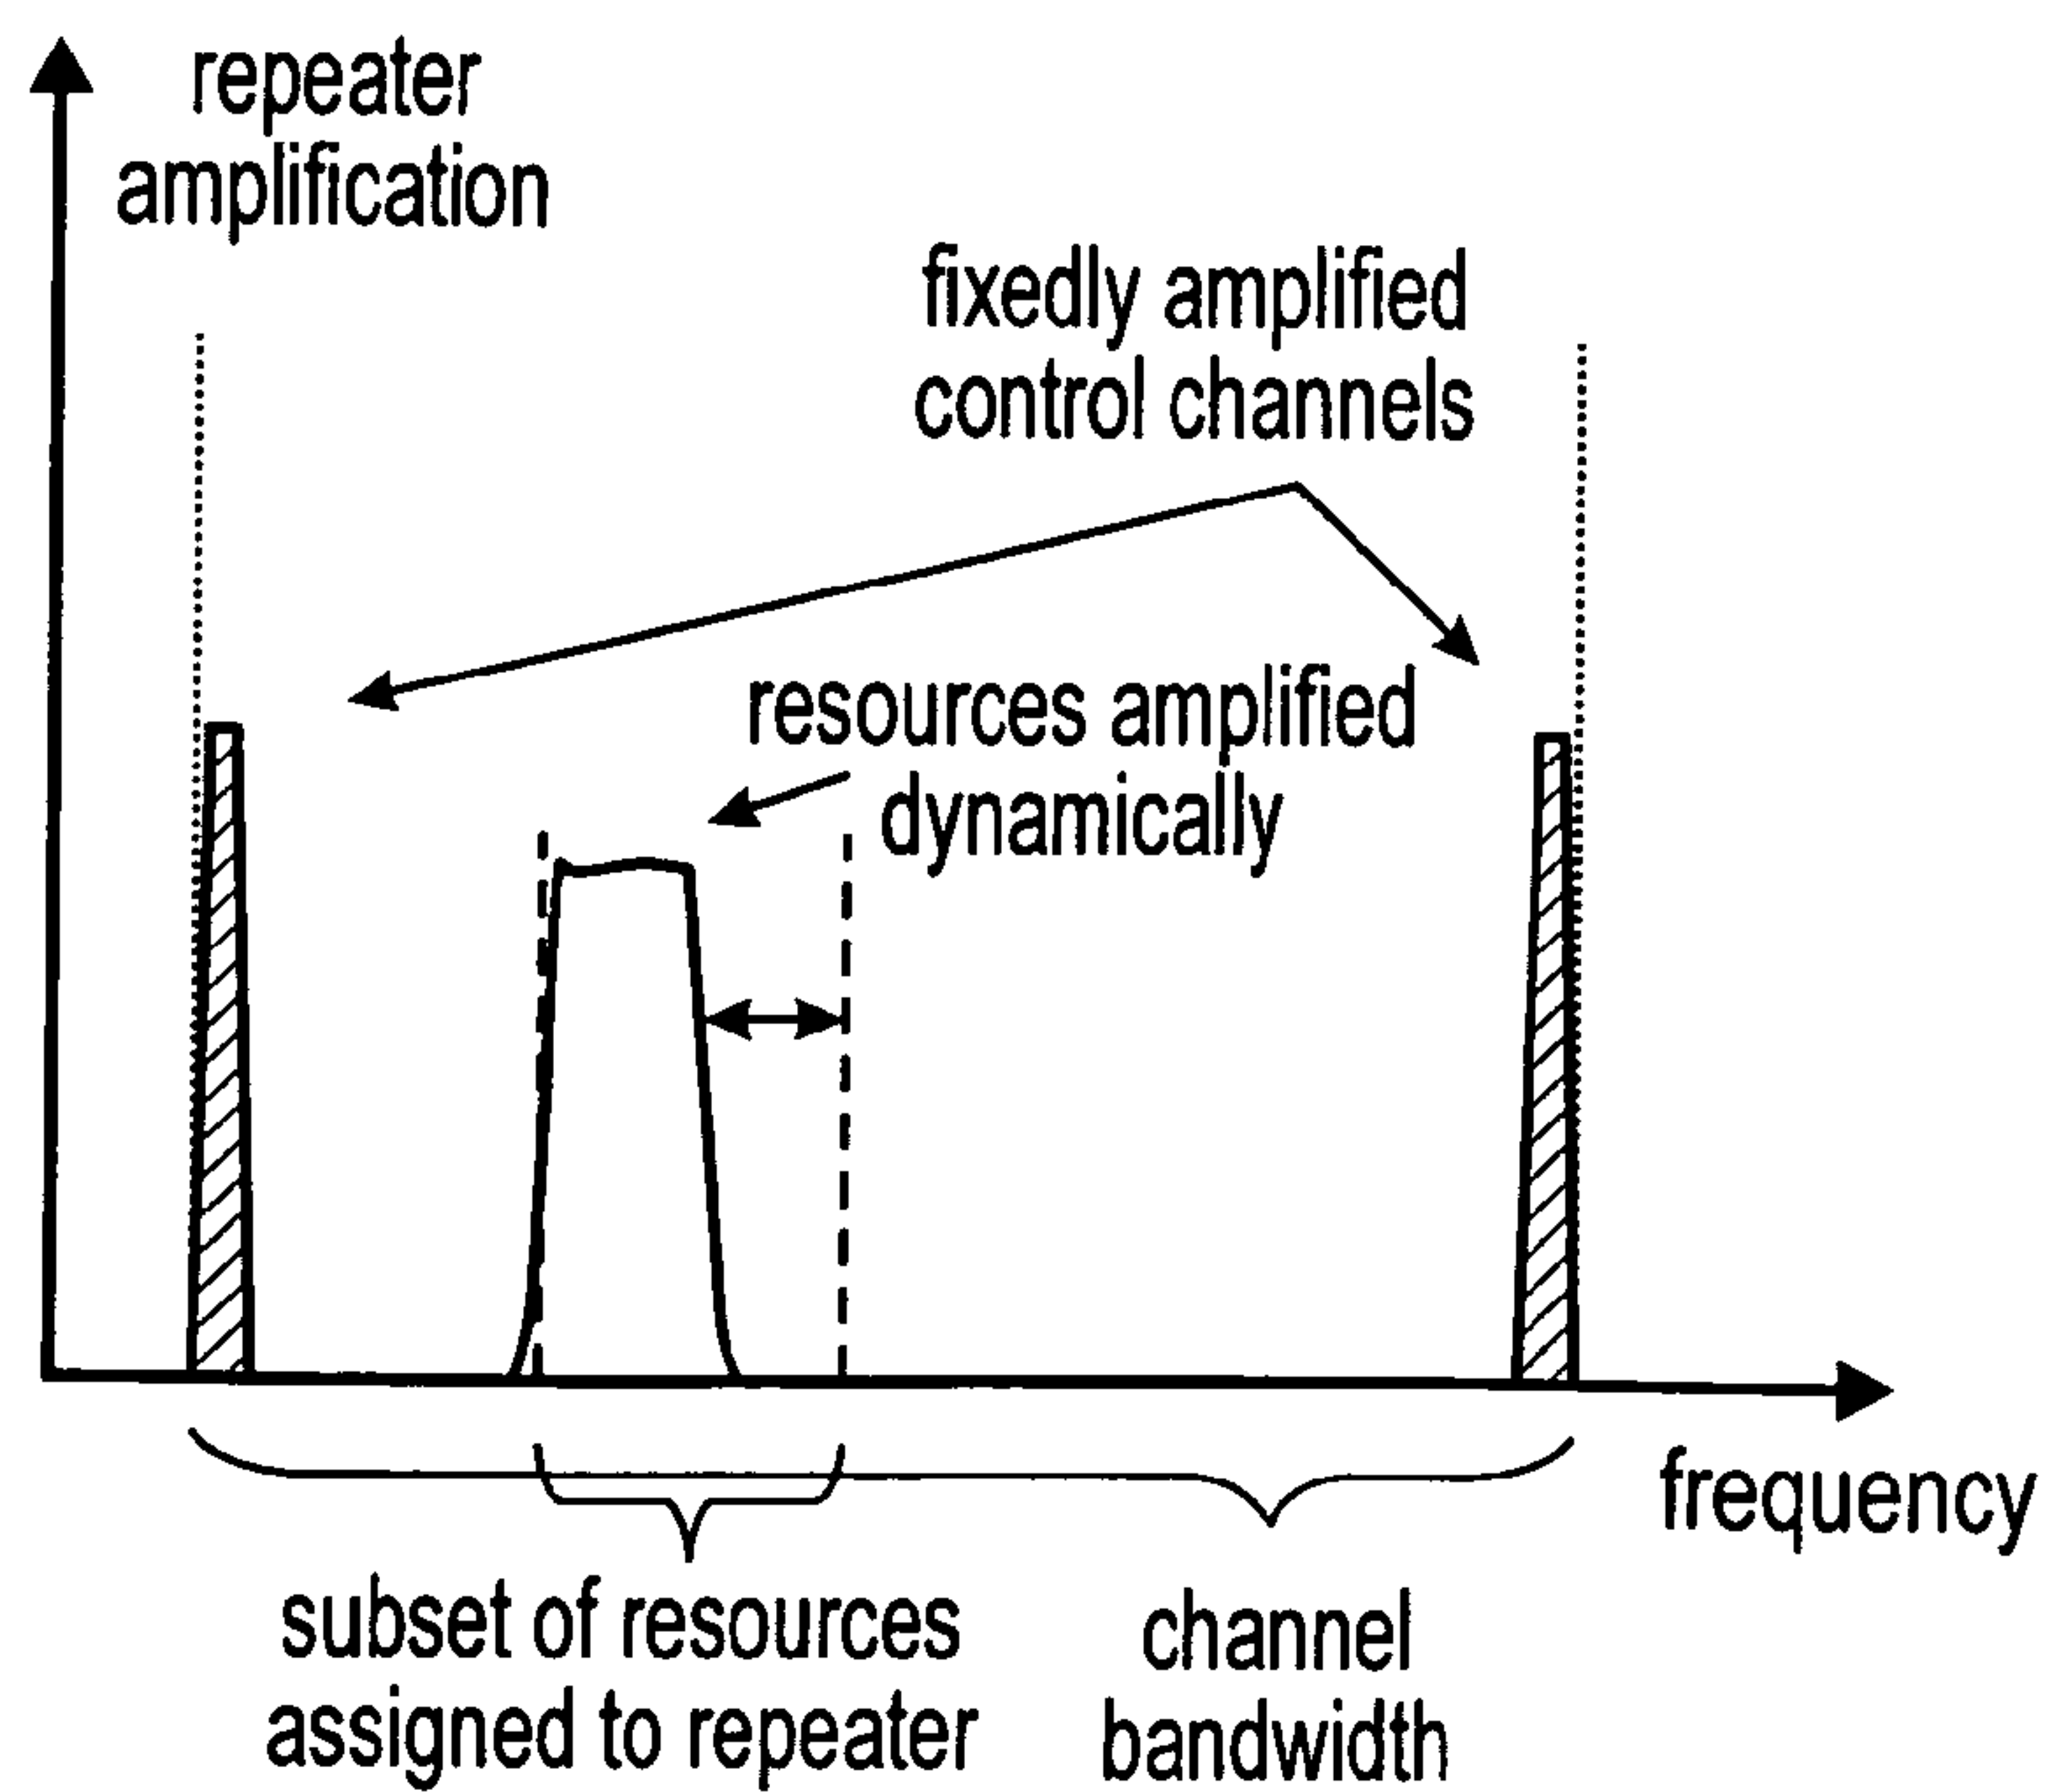 repeater
amplification
fixedly amplified
control channels
resources amplified
dynamically
frequency
subset of resources
assigned to repeater
channel
bandwidth